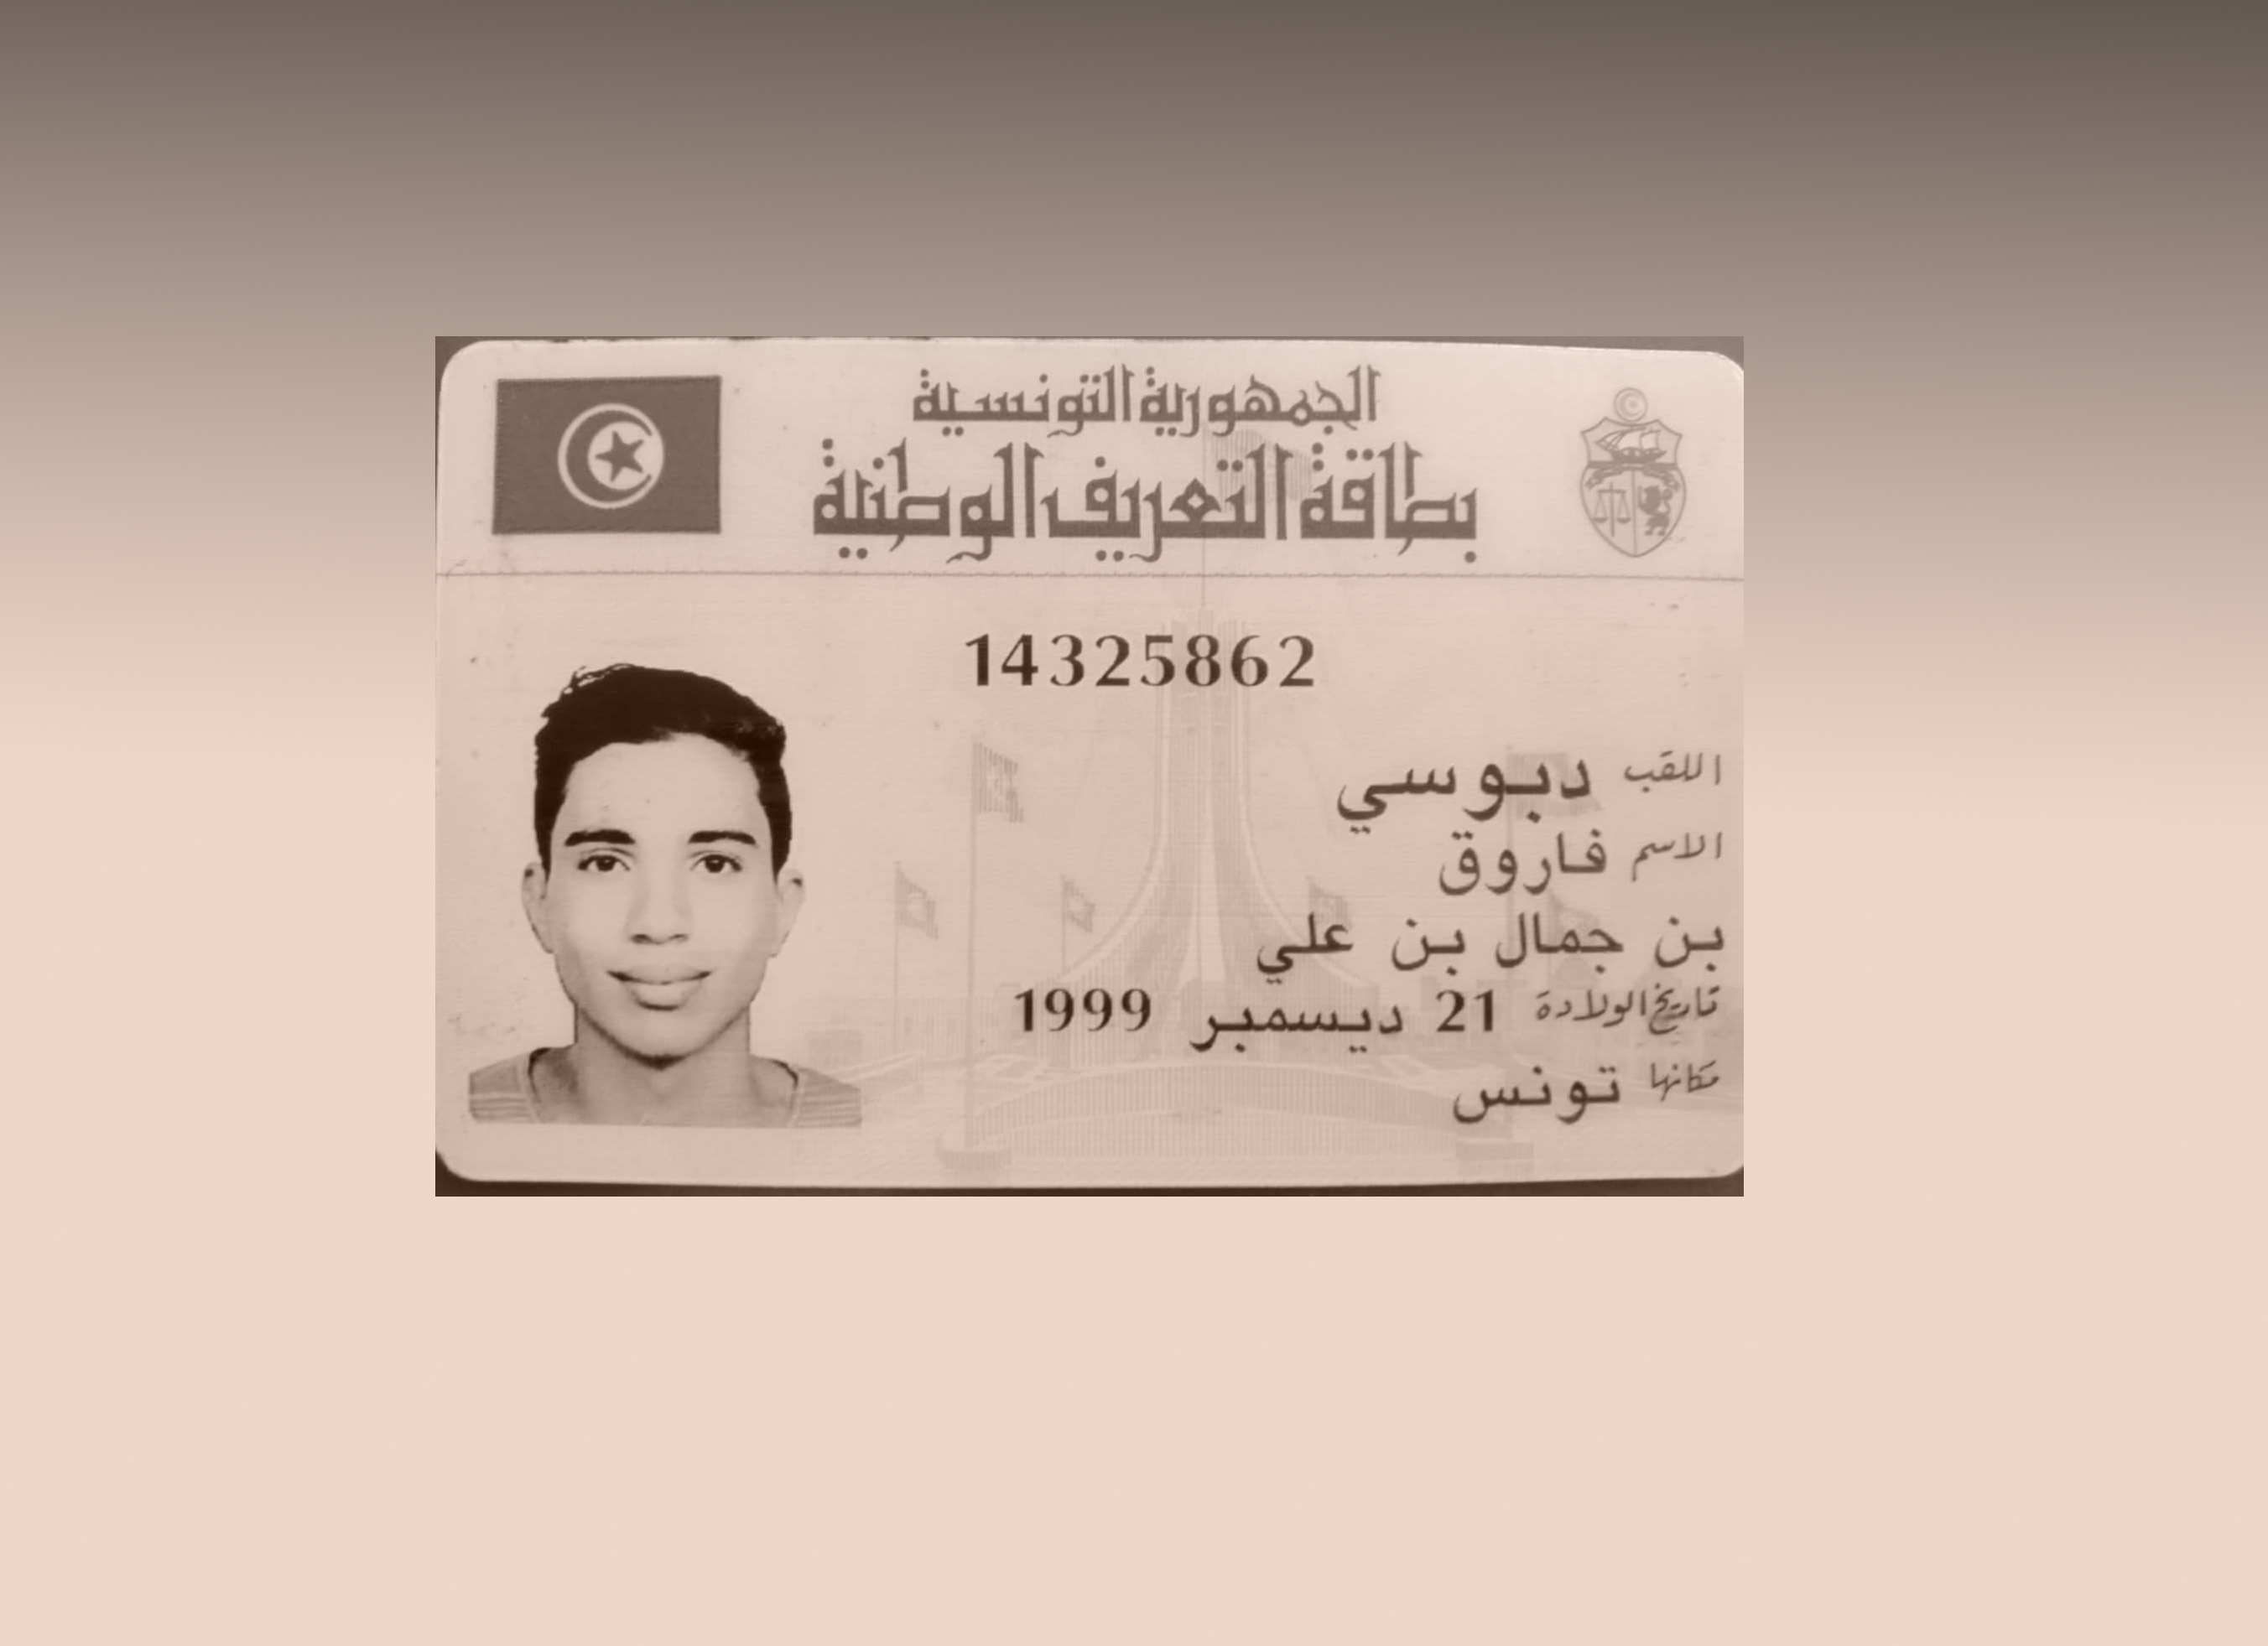 الجمهورية التونسية
بطاقة التعريف الوطنية
14325862
اللقب دبوسي
الاسم فاروق
بن جمال بن علي
تاريخ الولادة 21 ديسمبر 1999
مكانها تونس